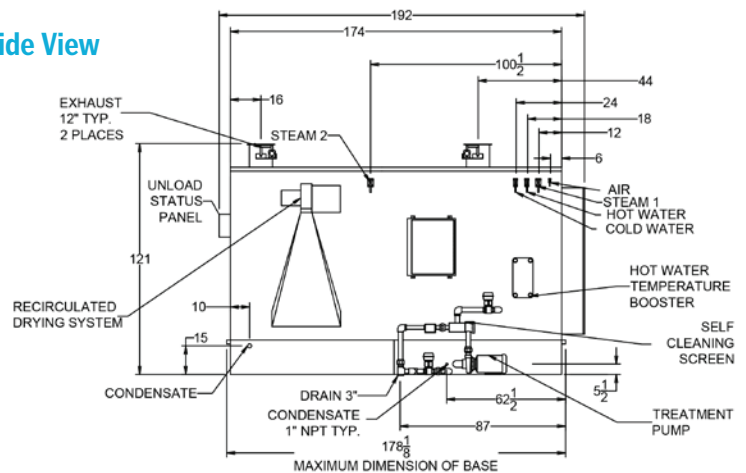 ide View
192
174
100 1/2
44
16
24
18
12
6
EXHAUST
12" TYP.
2 PLACES
STEAM 2
UNLOAD
STATUS
PANEL
AIR
STEAM 1
HOT WATER
COLD WATER
121
HOT WATER
TEMPERATURE
BOOSTER
RECIRCULATED
DRYING SYSTEM
10
15
SELF
CLEANING
SCREEN
CONDENSATE
DRAIN 3"
CONDENSATE
1" NPT TYP.
62 1/2
5 1/2
87
TREATMENT
PUMP
178 1/8
MAXIMUM DIMENSION OF BASE